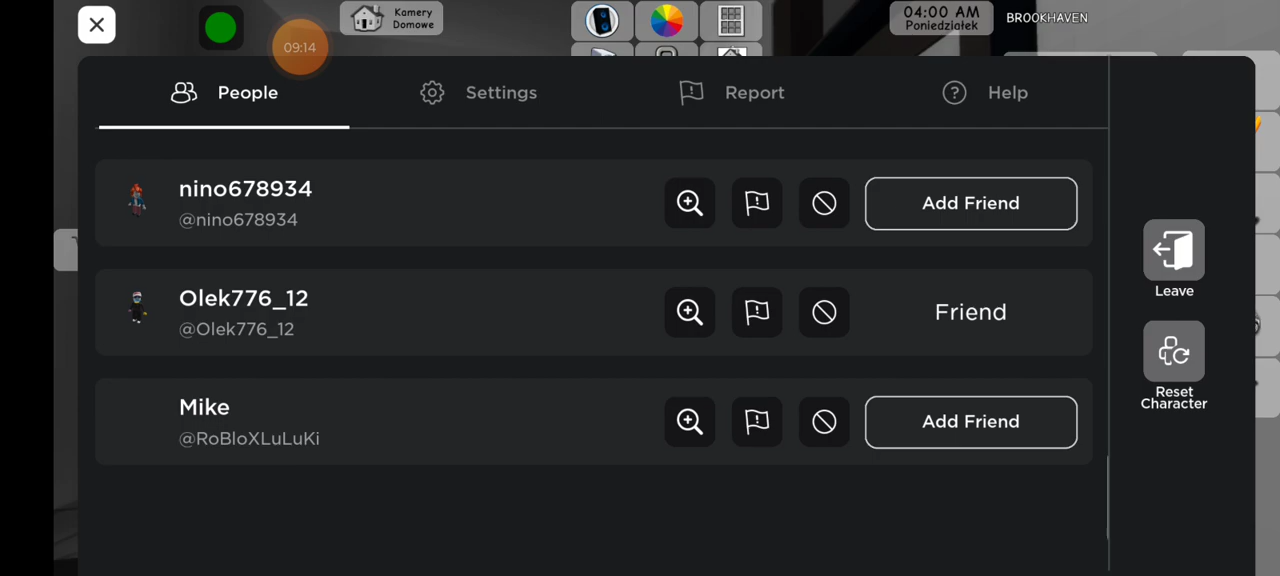 Kamery
Domowe
04:00 AM
Poniedziałek
BROOKHAVEN
09:14
People
Settings
Report
Help
nino678934
@nino678934
Add Friend
Olek776_12
@Olek776_12
Friend
Mike
@RoBloXLuLuKi
Add Friend
Leave
Reset
Character